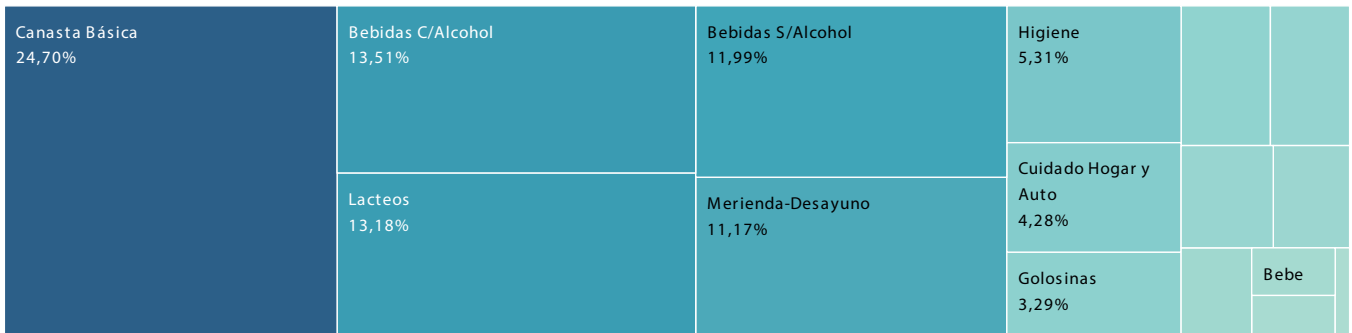 Canasta Básica
24,70%
Bebidas C/Alcohol
13,51%
Lacteos
13,18%
Bebidas S/Alcohol
11,99%
Merienda-Desayuno
11,17%
Higiene
5,31%
Cuidado Hogar y
Auto
4,28%
Golosinas
3,29%
Bebe